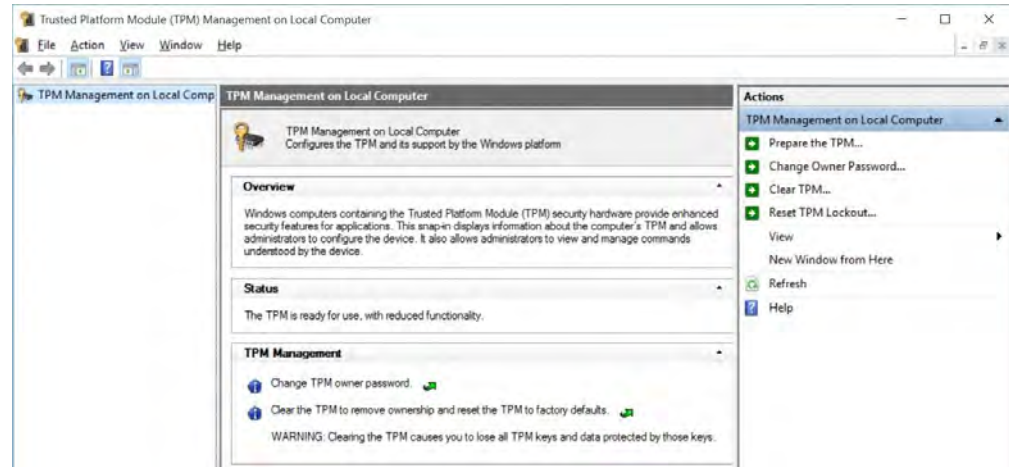 Trusted Platform Module (TPM) Management on Local Computer
File Action View Window Help
TPM Management on Local Comp
TPM Management on Local Computer
TPM Management on Local Computer
Configures the TPM and its support by the Windows platform
Overview
Windows computers containing the Trusted Platform Module (TPM) security hardware provide enhanced
security features for applications. This snap-in displays information about the computer's TPM and allows
administrators to configure the device. It also allows administrators to view and manage commands
understood by the device.
Status
The TPM is ready for use, with reduced functionality.
TPM Management
Change TPM owner password.
Clear the TPM to remove ownership and reset the TPM to factory defaults.
WARNING: Clearing the TPM causes you to lose all TPM keys and data protected by those keys.
Actions
TPM Management on Local Computer
Prepare the TPM...
Change Owner Password...
Clear TPM...
Reset TPM Lockout...
View
New Window from Here
Refresh
Help